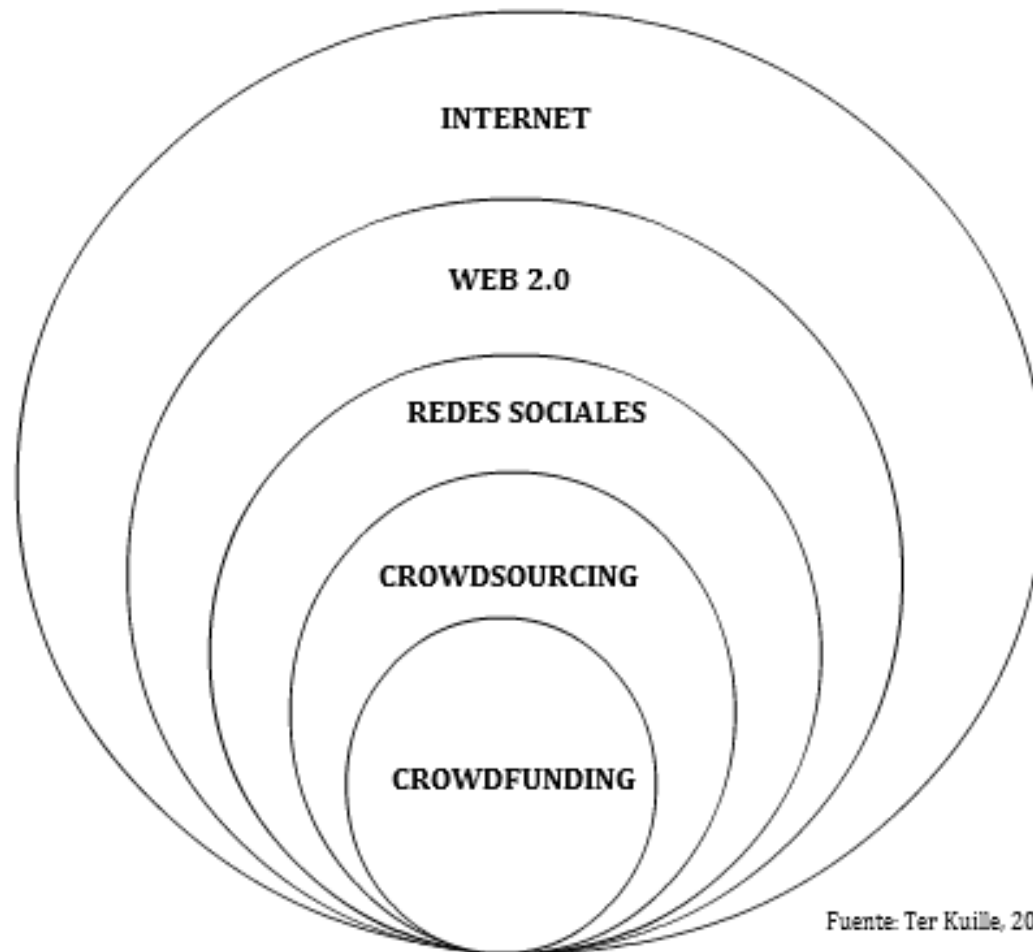 INTERNET
WEB 2.0
REDES SOCIALES
CROWDSOURCING
CROWDFUNDING
Fuente: Ter Kuille, 20